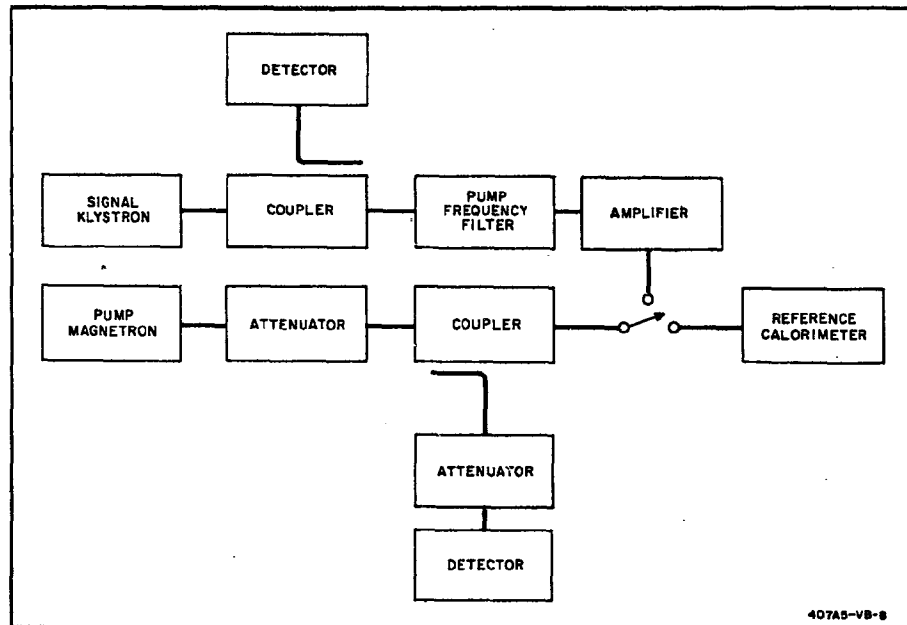 DETECTOR
SIGNAL
KLYSTRON
COUPLER
PUMP
FREQUENCY
FILTER
AMPLIFIER
PUMP
MAGNETRON
ATTENUATOR
COUPLER
REFERENCE
CALORIMETER
ATTENUATOR
DETECTOR
407A5-VB-8